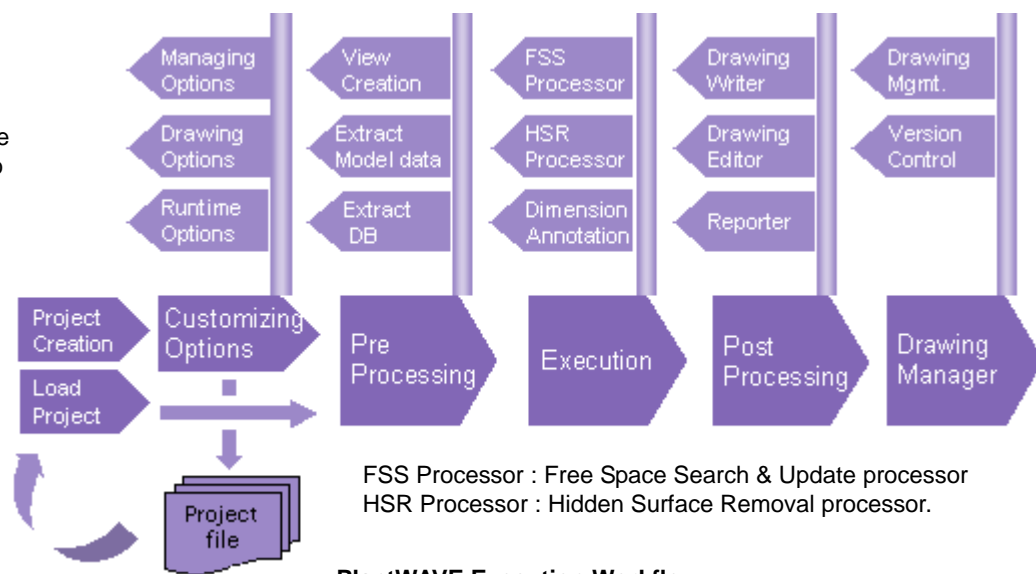 Managing
Options
View
Creation
FSS
Processor
Drawing
Writer
Drawing
Mgmt.
Drawing
Options
Extract
Model data
HSR
Processor
Drawing
Editor
Version
Control
Runtime
Options
Extract
DB
Dimension
Annotation
Reporter
Project
Creation
Customizing
Options
Pre
Processing
Execution
Post
Processing
Drawing
Manager
Load
Project
Project
file
FSS Processor : Free Space Search & Update processor
HSR Processor : Hidden Surface Removal processor.